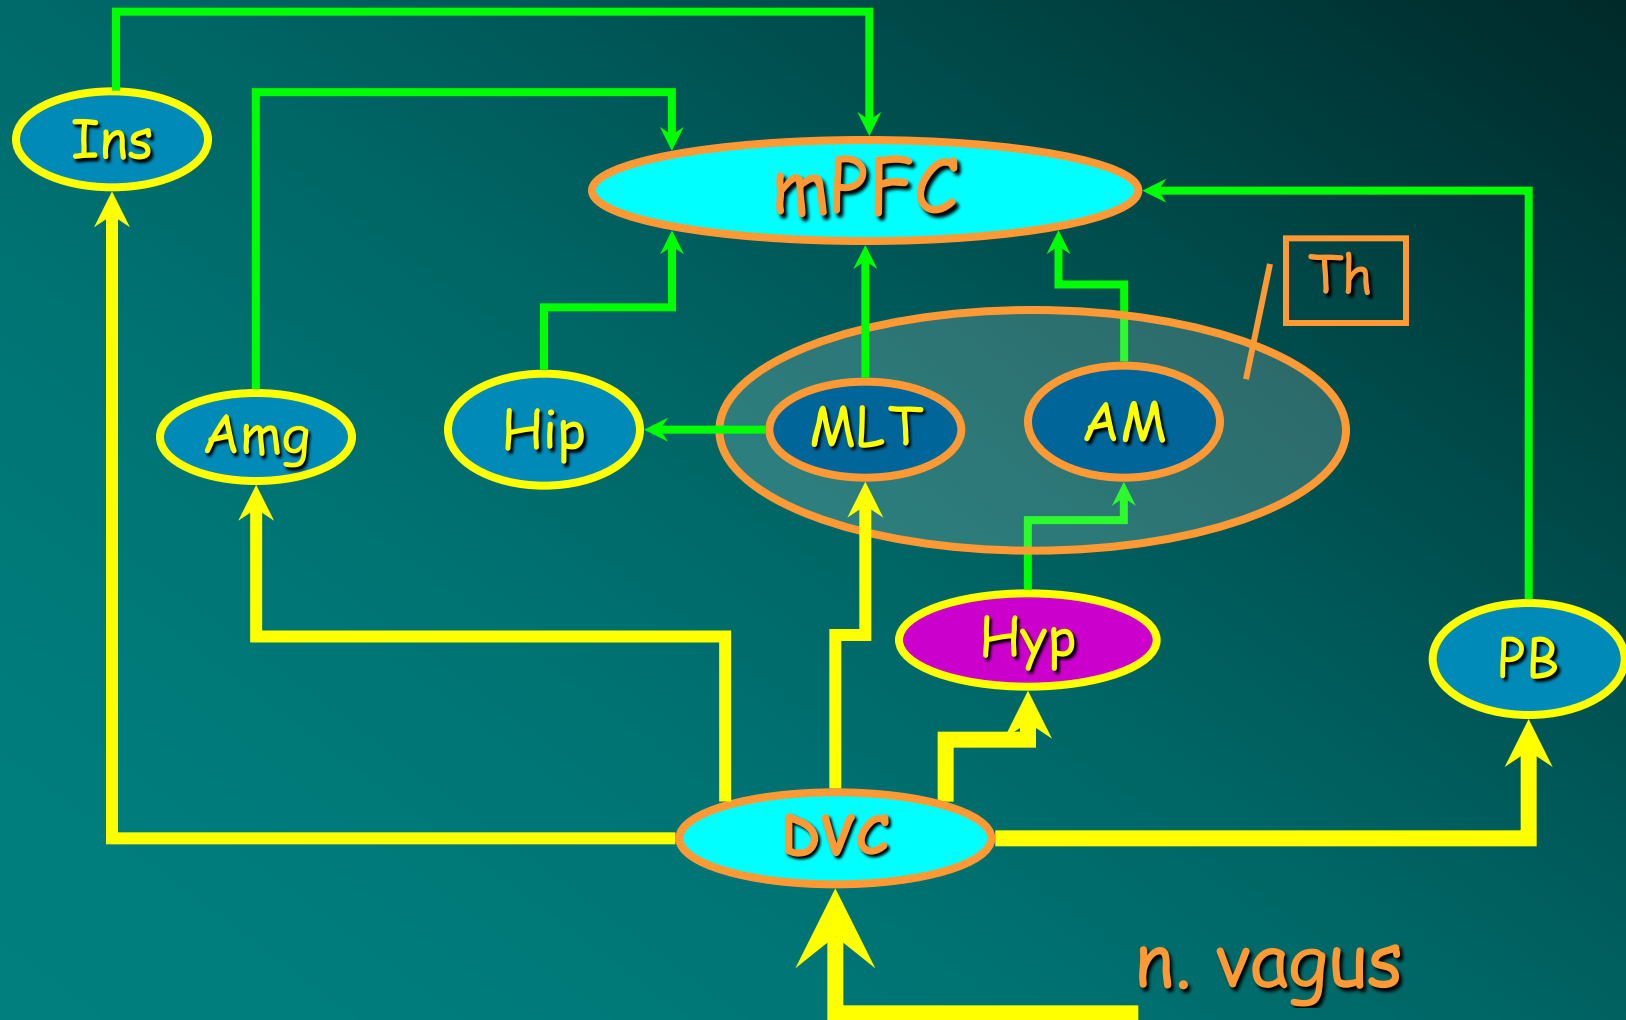 Ins
mPFC
Th
Amg
Hip
MLT
AM
Hyp
PB
DVC
n. vagus